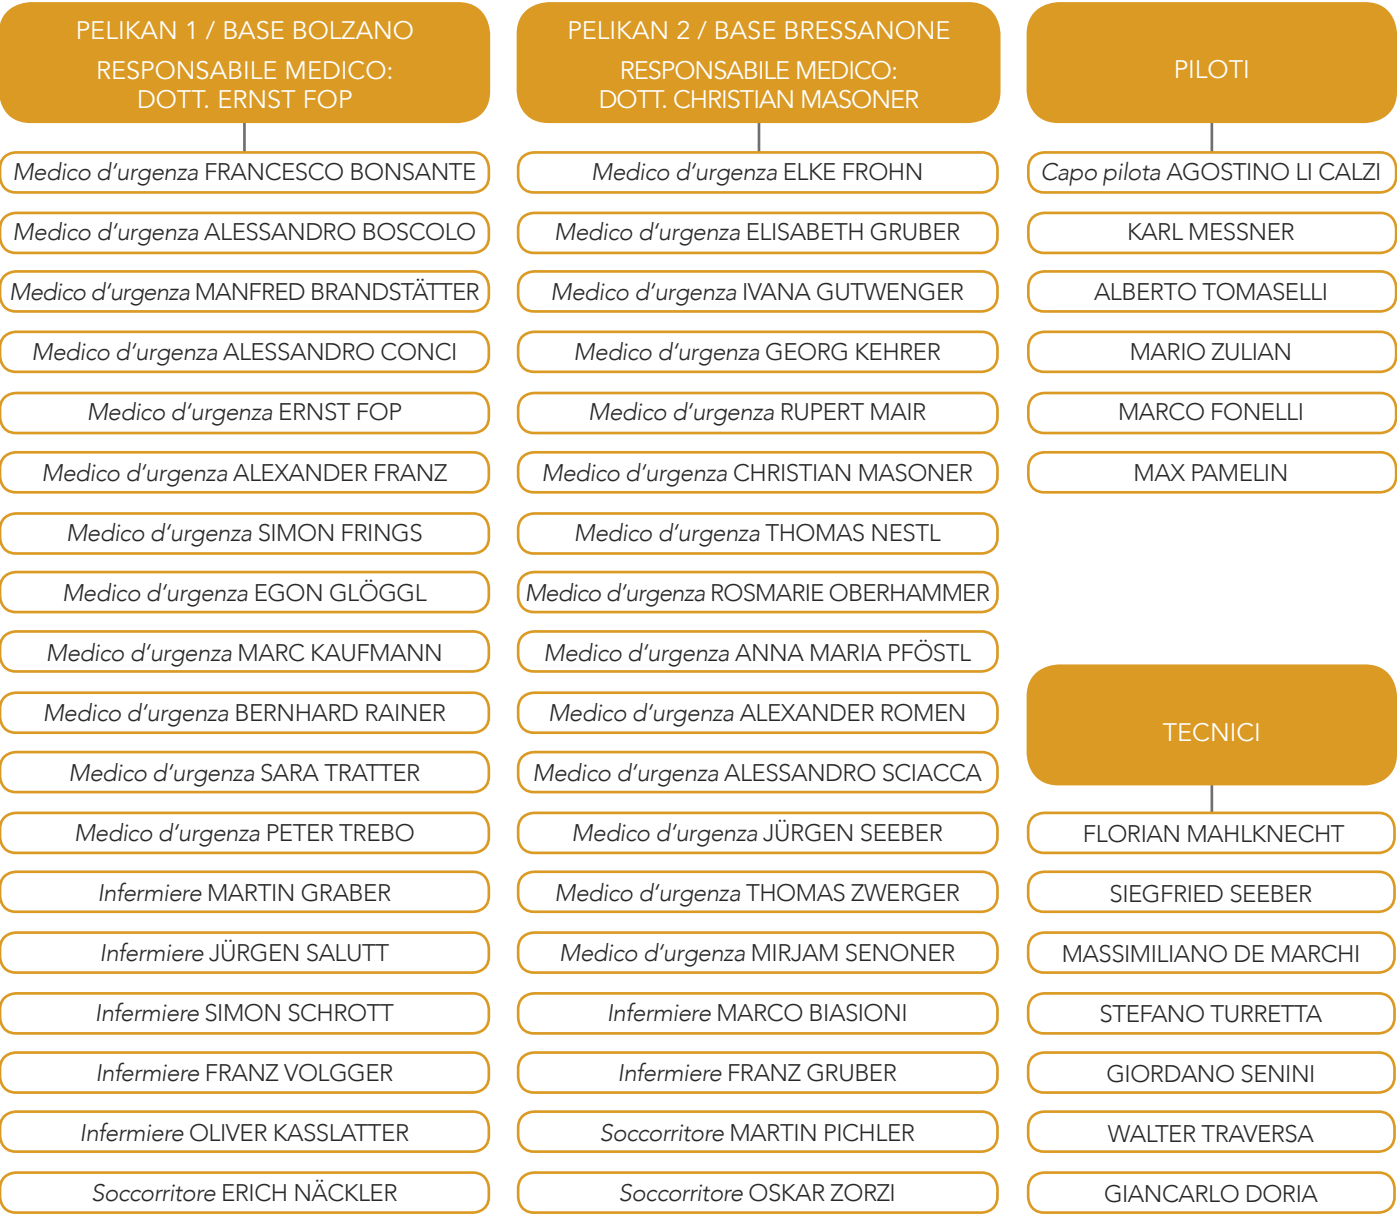 PELIKAN 1 / BASE BOLZANO
RESPONSABILE MEDICO:
DOTT. ERNST FOP
Medico d'urgenza FRANCESCO BONSANTE
Medico d'urgenza ALESSANDRO BOSCOLO
Medico d'urgenza MANFRED BRANDSTÄTTER
Medico d'urgenza ALESSANDRO CONCI
Medico d'urgenza ERNST FOP
Medico d'urgenza ALEXANDER FRANZ
Medico d'urgenza SIMON FRINGS
Medico d'urgenza EGON GLÖGGL
Medico d'urgenza MARC KAUFMANN
Medico d'urgenza BERNHARD RAINER
Medico d'urgenza SARA TRATTER
Medico d'urgenza PETER TREBO
Infermiere MARTIN GRABER
Infermiere JÜRGEN SALUTT
Infermiere SIMON SCHROTT
Infermiere FRANZ VOLGGER
Infermiere OLIVER KASSLATTER
Soccorritore ERICH NÄCKLER
PELIKAN 2 / BASE BRESSANONE
RESPONSABILE MEDICO:
DOTT. CHRISTIAN MASONER
Medico d'urgenza ELKE FROHN
Medico d'urgenza ELISABETH GRUBER
Medico d'urgenza IVANA GUTWENGER
Medico d'urgenza GEORG KEHRER
Medico d'urgenza RUPERT MAIR
Medico d'urgenza CHRISTIAN MASONER
Medico d'urgenza THOMAS NESTL
Medico d'urgenza ROSMARIE OBERHAMMER
Medico d'urgenza ANNA MARIA PFÖSTL
Medico d'urgenza ALEXANDER ROMEN
Medico d'urgenza ALESSANDRO SCIACCA
Medico d'urgenza JÜRGEN SEEBER
Medico d'urgenza THOMAS ZWERGER
Medico d'urgenza MIRJAM SENONER
Infermiere MARCO BIASIONI
Infermiere FRANZ GRUBER
Soccorritore MARTIN PICHLER
Soccorritore OSKAR ZORZI
PILOTI
Capo pilota AGOSTINO LI CALZI
KARL MESSNER
ALBERTO TOMASELLI
MARIO ZULIAN
MARCO FONELLI
MAX PAMELIN
TECNICI
FLORIAN MAHLKNECHT
SIEGFRIED SEEBER
MASSIMILIANO DE MARCHI
STEFANO TURRETTA
GIORDANO SENINI
WALTER TRAVERSA
GIANCARLO DORIA